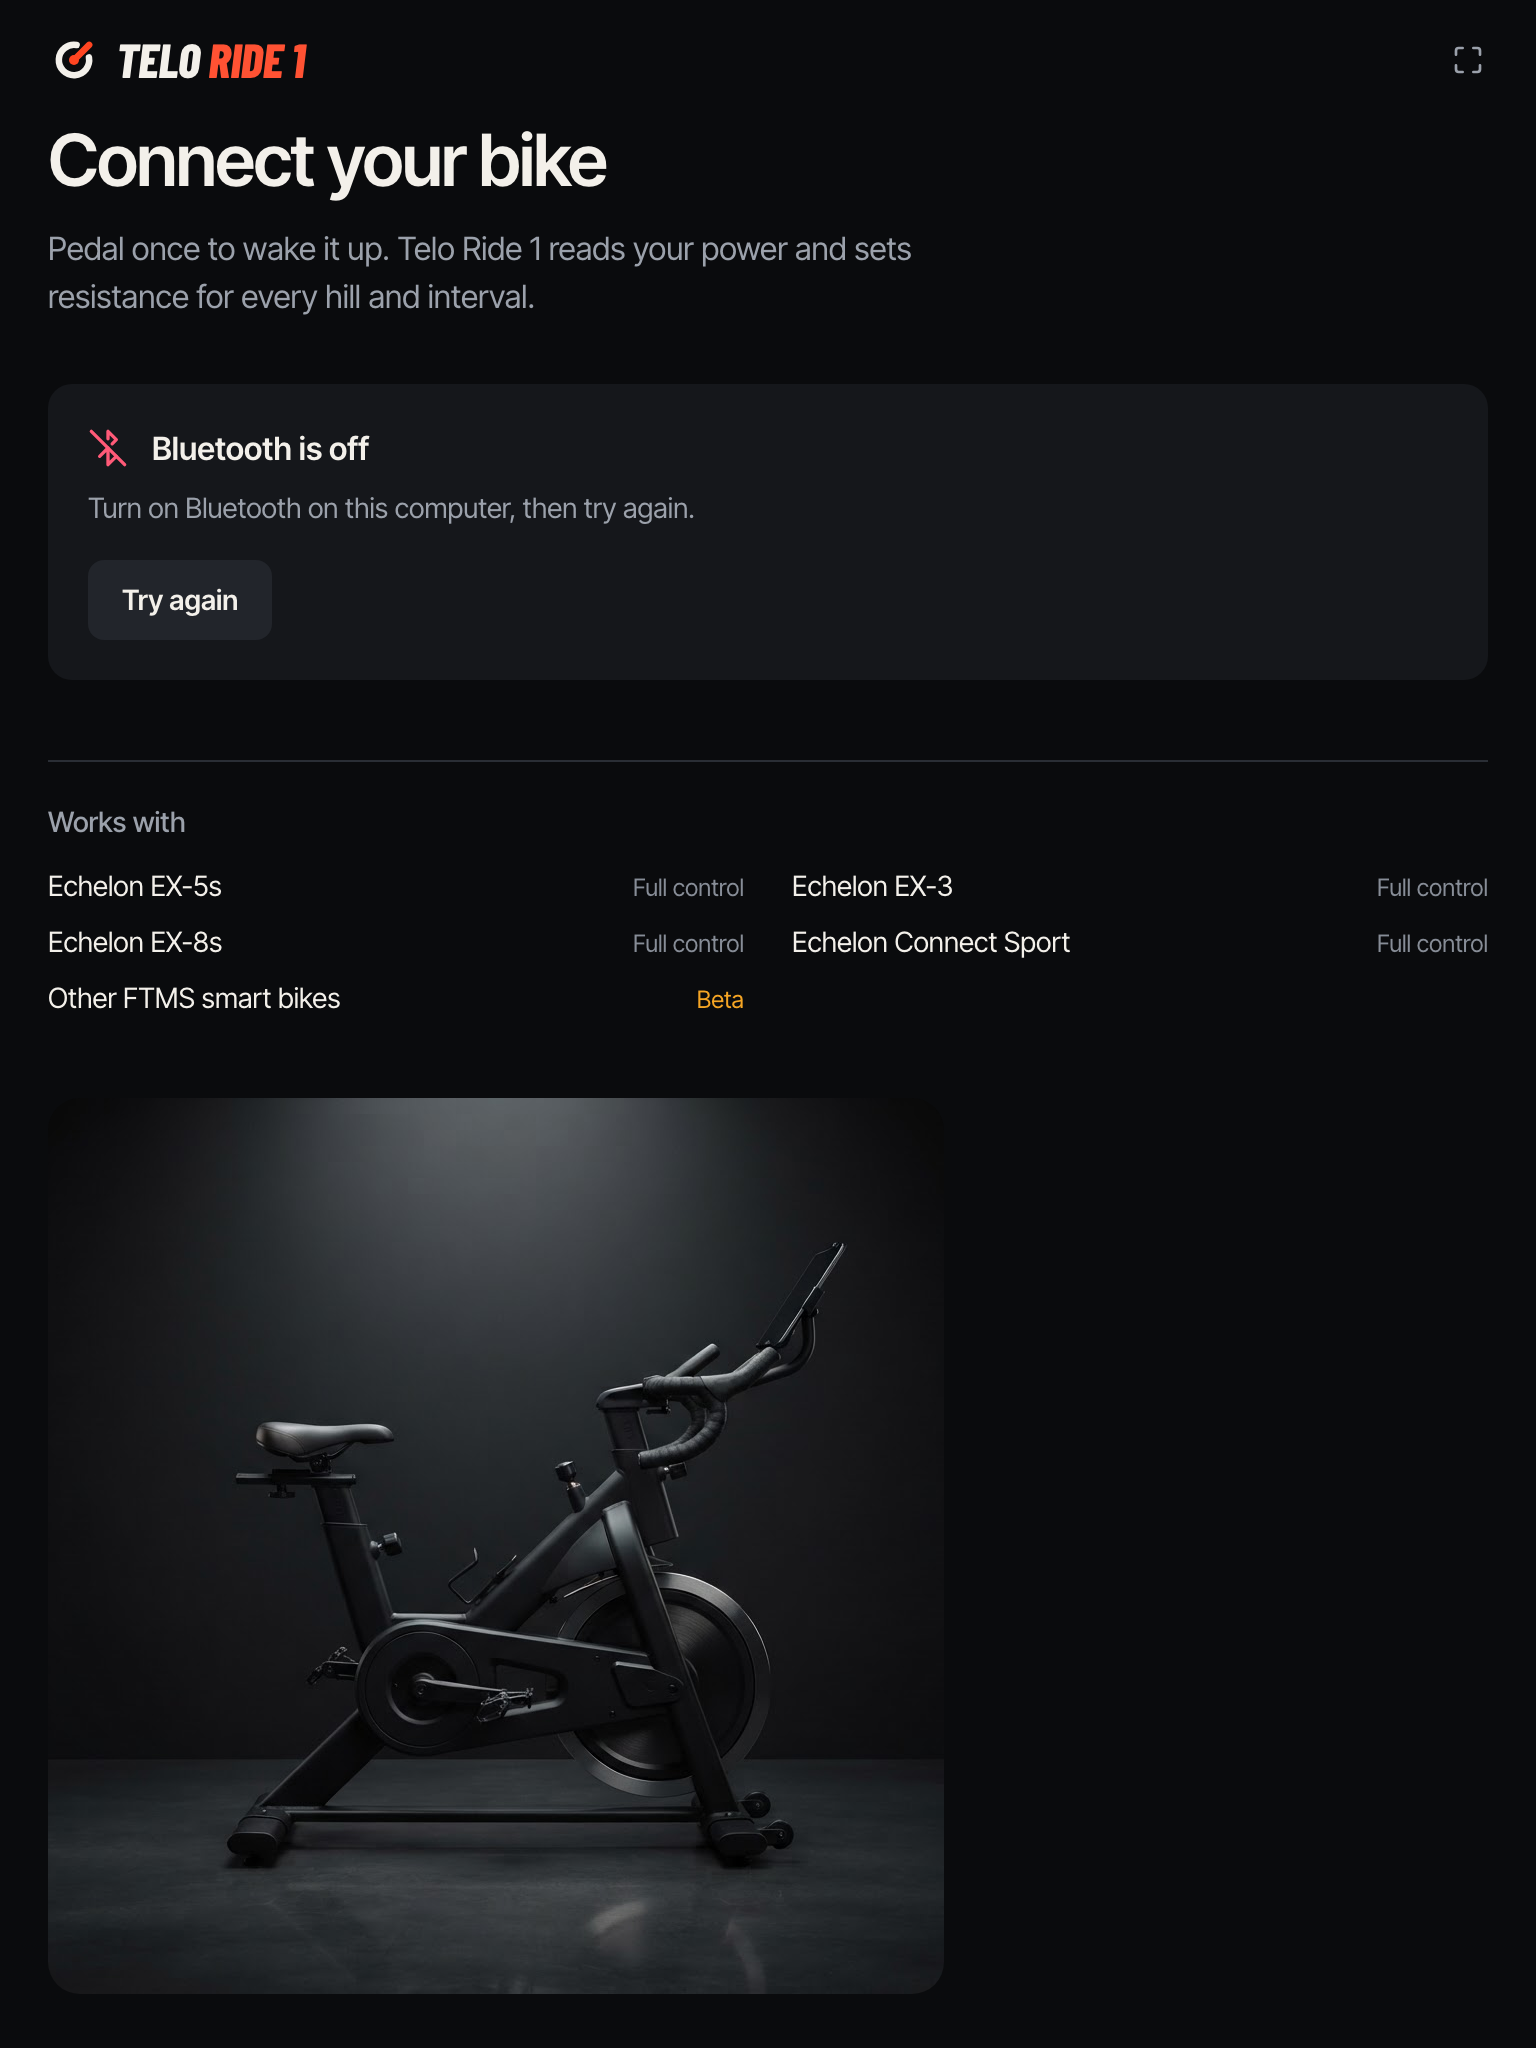 TELO RIDE 1
Connect your bike
Pedal once to wake it up. Telo Ride 1 reads your power and sets
resistance for every hill and interval.
Bluetooth is off
Turn on Bluetooth on this computer, then try again.
Try again
Works with
Echelon EX-5s Full control
Echelon EX-3 Full control
Echelon EX-8s Full control
Echelon Connect Sport Full control
Other FTMS smart bikes Beta